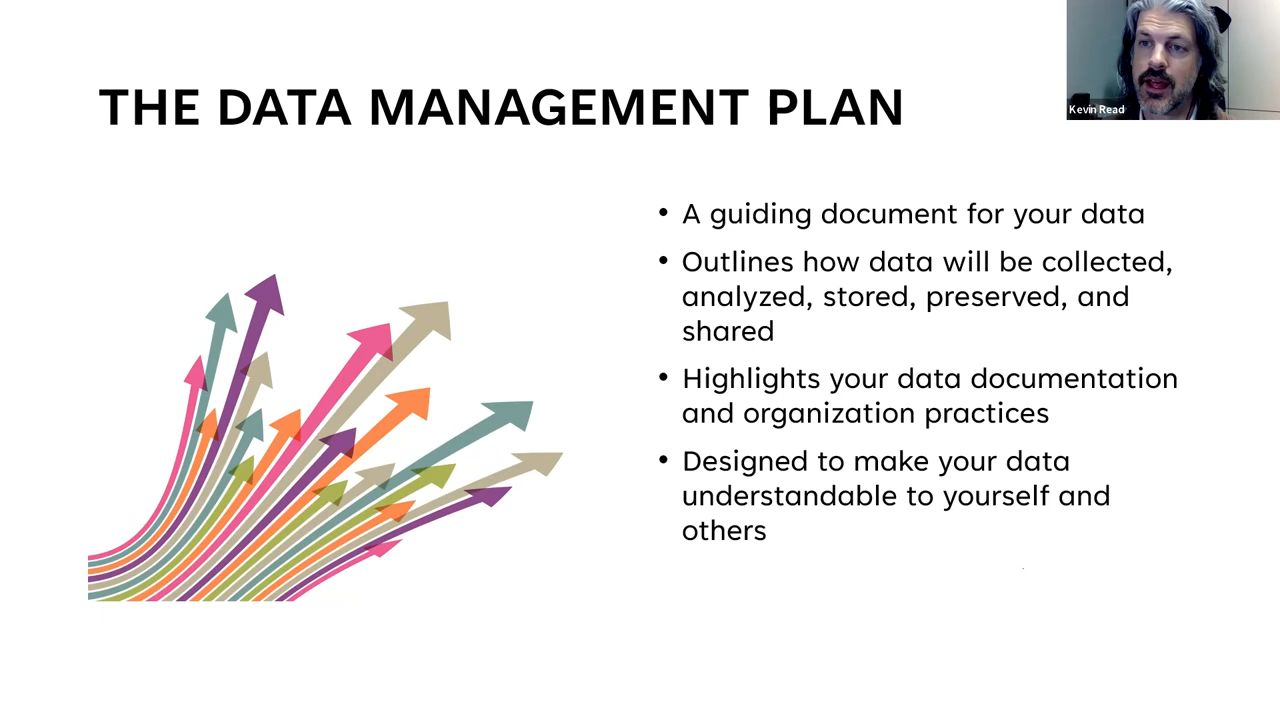 THE DATA MANAGEMENT PLAN
Kevin Read
• A guiding document for your data
• Outlines how data will be collected,
analyzed, stored, preserved, and
shared
• Highlights your data documentation
and organization practices
• Designed to make your data
understandable to yourself and
others